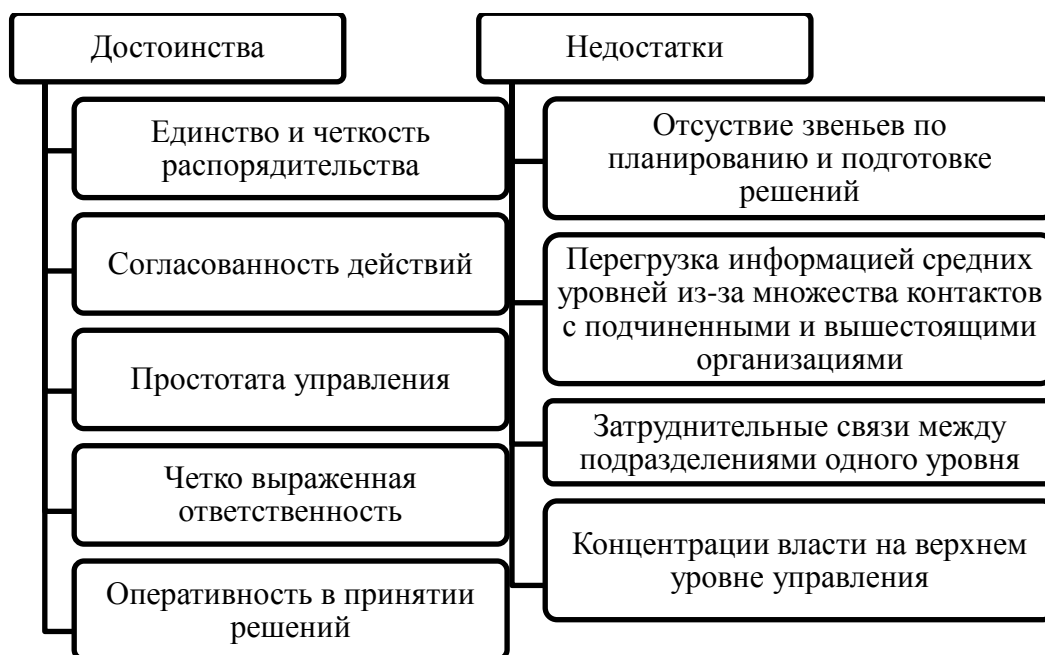 Достоинства
Единство и четкость
распорядительства
Согласованность действий
Простотата управления
Четко выраженная
ответственность
Оперативность в принятии
решений
Недостатки
Отсуствие звеньев по
планированию и подготовке
решений
Перегрузка информацией средних
уровней из-за множества контактов
с подчиненными и вышестоящими
организациями
Затруднительные связи между
подразделениями одного уровня
Концентрации власти на верхнем
уровне управления